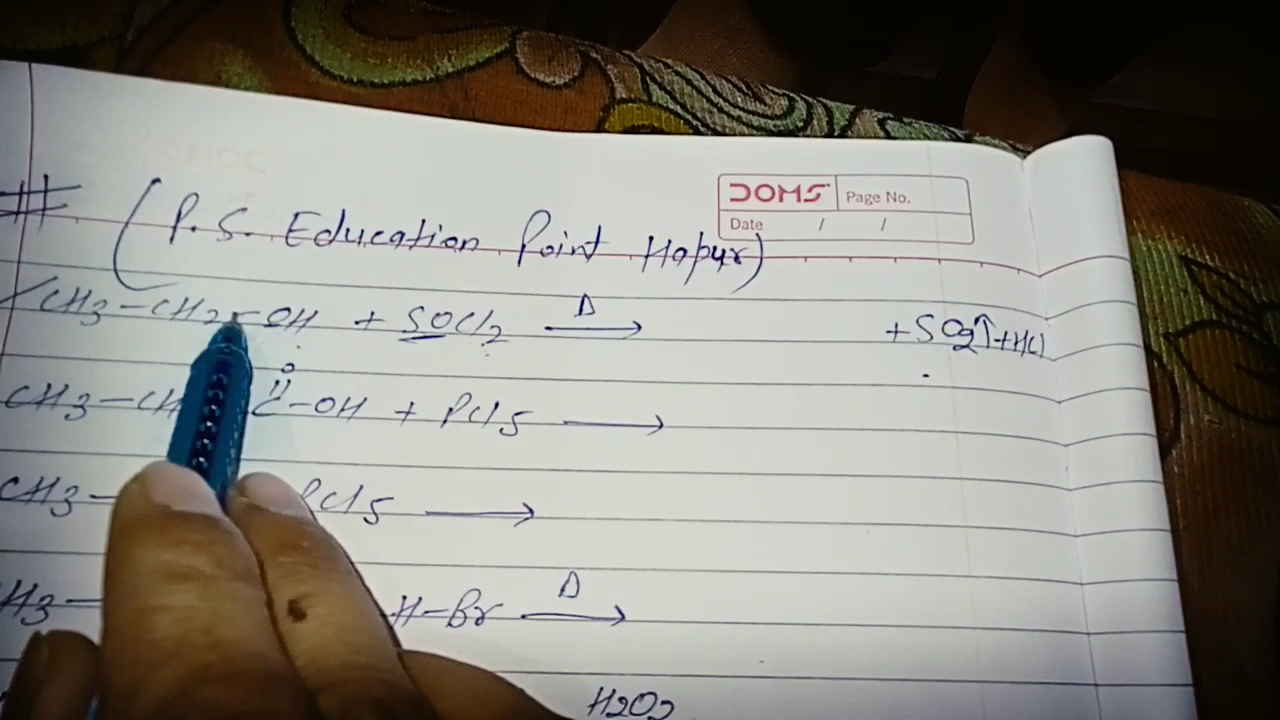 DOMS Page No.
Date / /
# (P. S. Education Point Hapur)
CH3-CH2-OH + SOCl2 Δ→ + SO2↑ + HCl
CH3-CH C-OH + PCl5 →
O
CH3- PCl5 →
H3- H-Br Δ→
H2O2